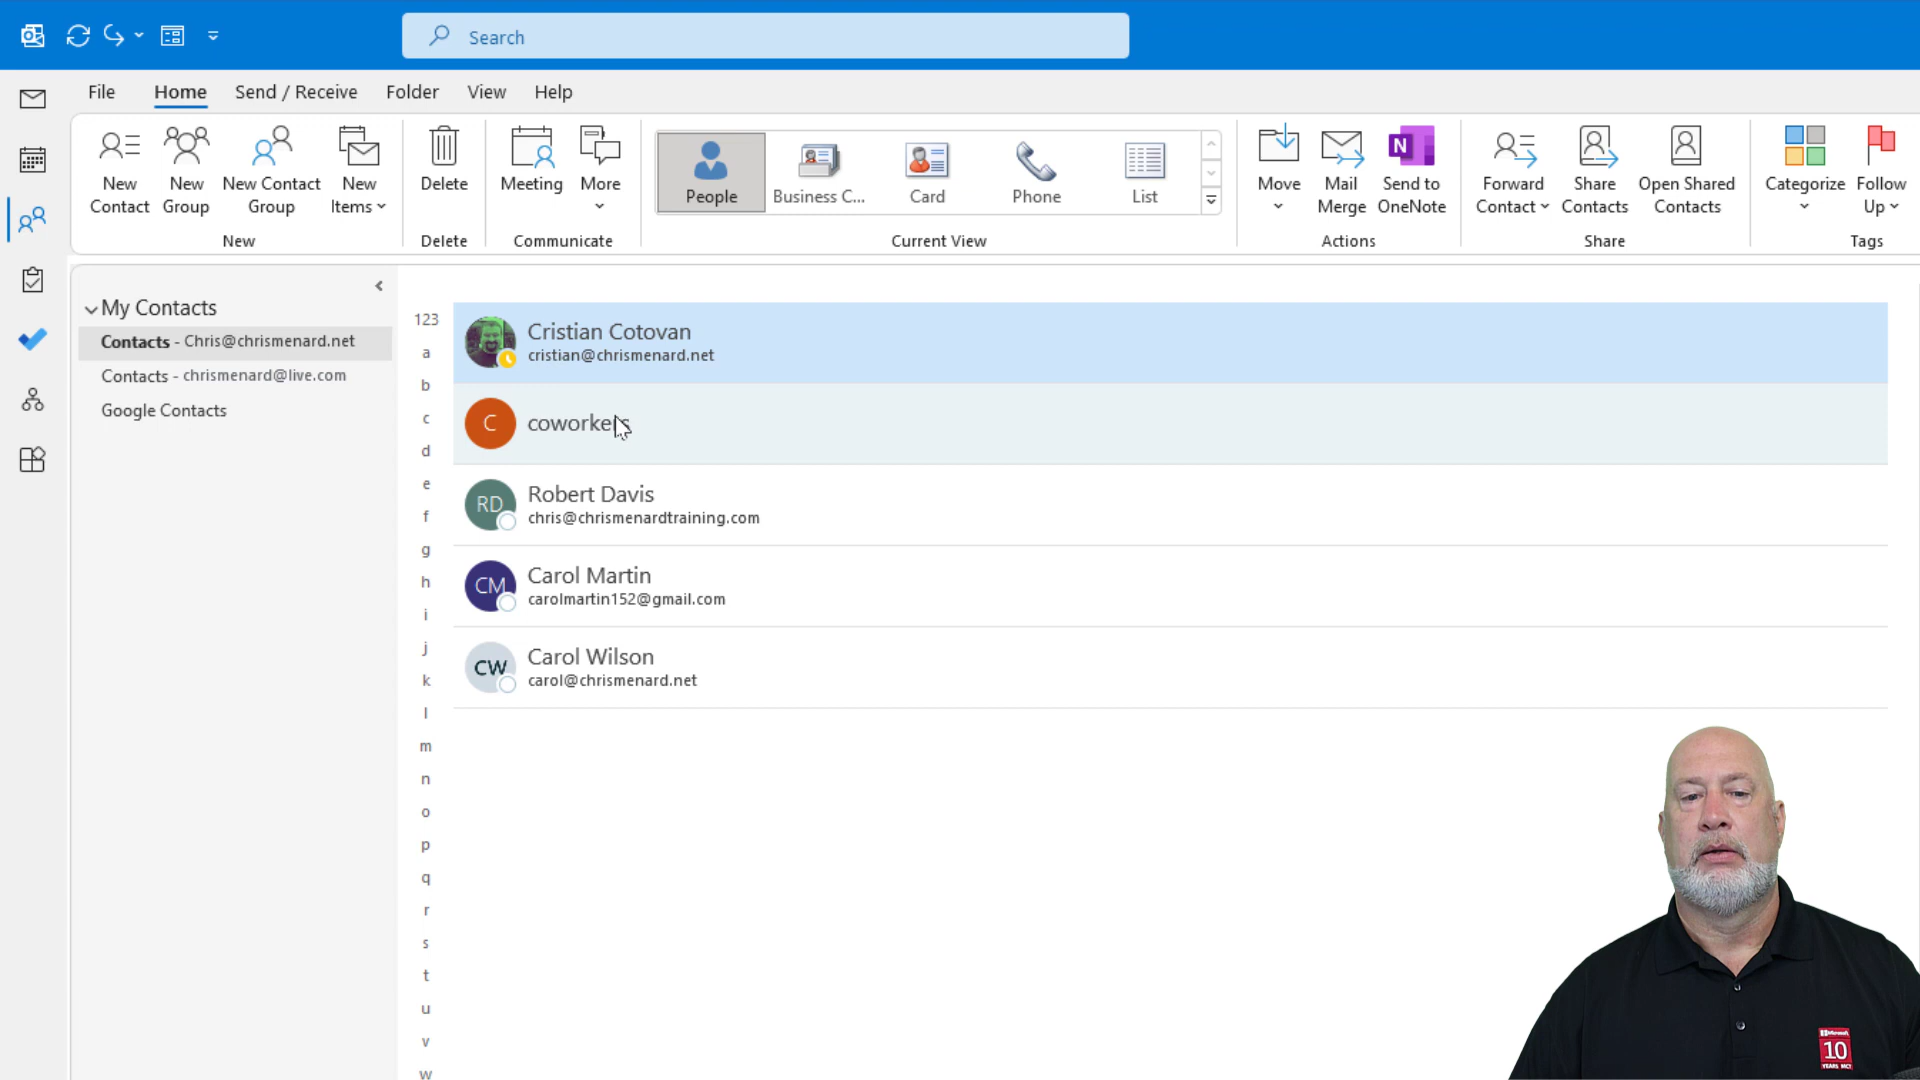 Search
File Home Send / Receive Folder View Help
New Contact
New Group
New Contact Group
New Items
Delete
Meeting
More
People
Business C...
Card
Phone
List
Move
Mail Merge
Send to OneNote
Forward Contact
Share Contacts
Open Shared Contacts
Categorize
Follow Up
New
Delete
Communicate
Current View
Actions
Share
Tags
My Contacts
Contacts - Chris@chrismenard.net
Contacts - chrismenard@live.com
Google Contacts
123
a
b
c
d
e
f
g
h
i
j
k
l
m
n
o
p
q
r
s
t
u
v
w
Cristian Cotovan
cristian@chrismenard.net
C
coworkers
RD
Robert Davis
chris@chrismenardtraining.com
CM
Carol Martin
carolmartin152@gmail.com
CW
Carol Wilson
carol@chrismenard.net
N
Microsoft
10
YEARS MCT